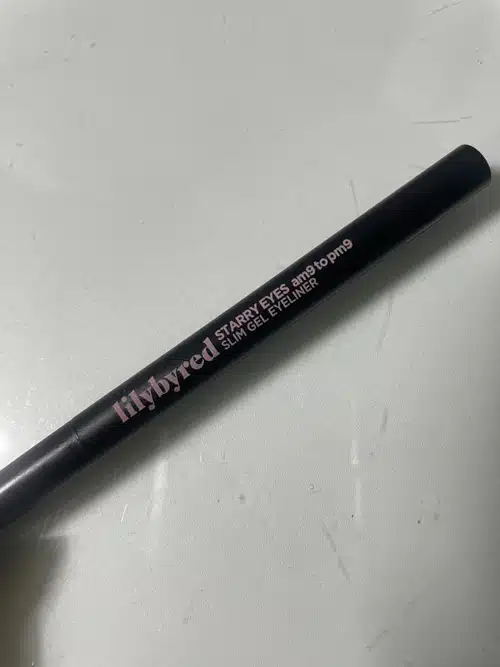 lilybyred
STARRY EYES am9 to pm9
SLIM GEL EYELINER